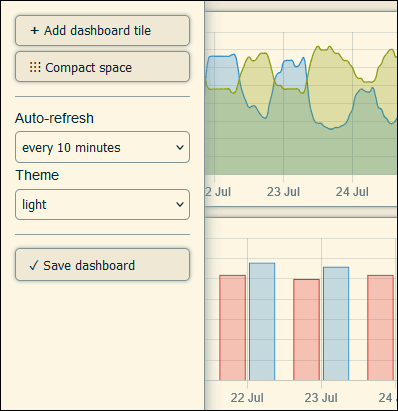 + Add dashboard tile
Compact space
Auto-refresh
every 10 minutes
Theme
light
✓ Save dashboard
2 Jul 23 Jul 24 Jul
22 Jul 23 Jul 24